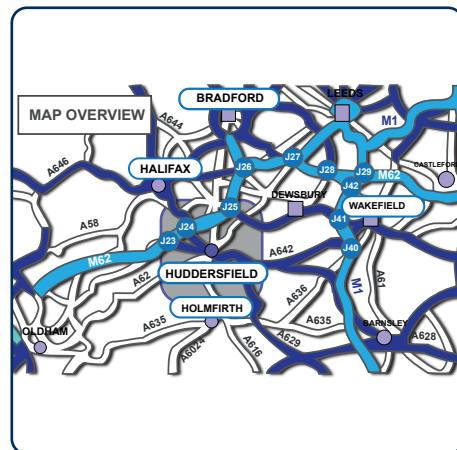 BRADFORD
LEEDS
MAP OVERVIEW
A644
M1
A646
J27
J26
J28
J29
HALIFAX
CASTLEFOR
J42
M62
DEWSBURY
WAKEFIELD
J25
A58
J24
J41
J23
A642
J40
M62
HUDDERSFIELD
A62
A61
M1
A636
HOLMFIRTH
OLDHAM
A635
A635
BARNSLEY
A628
A629
A6024
A616